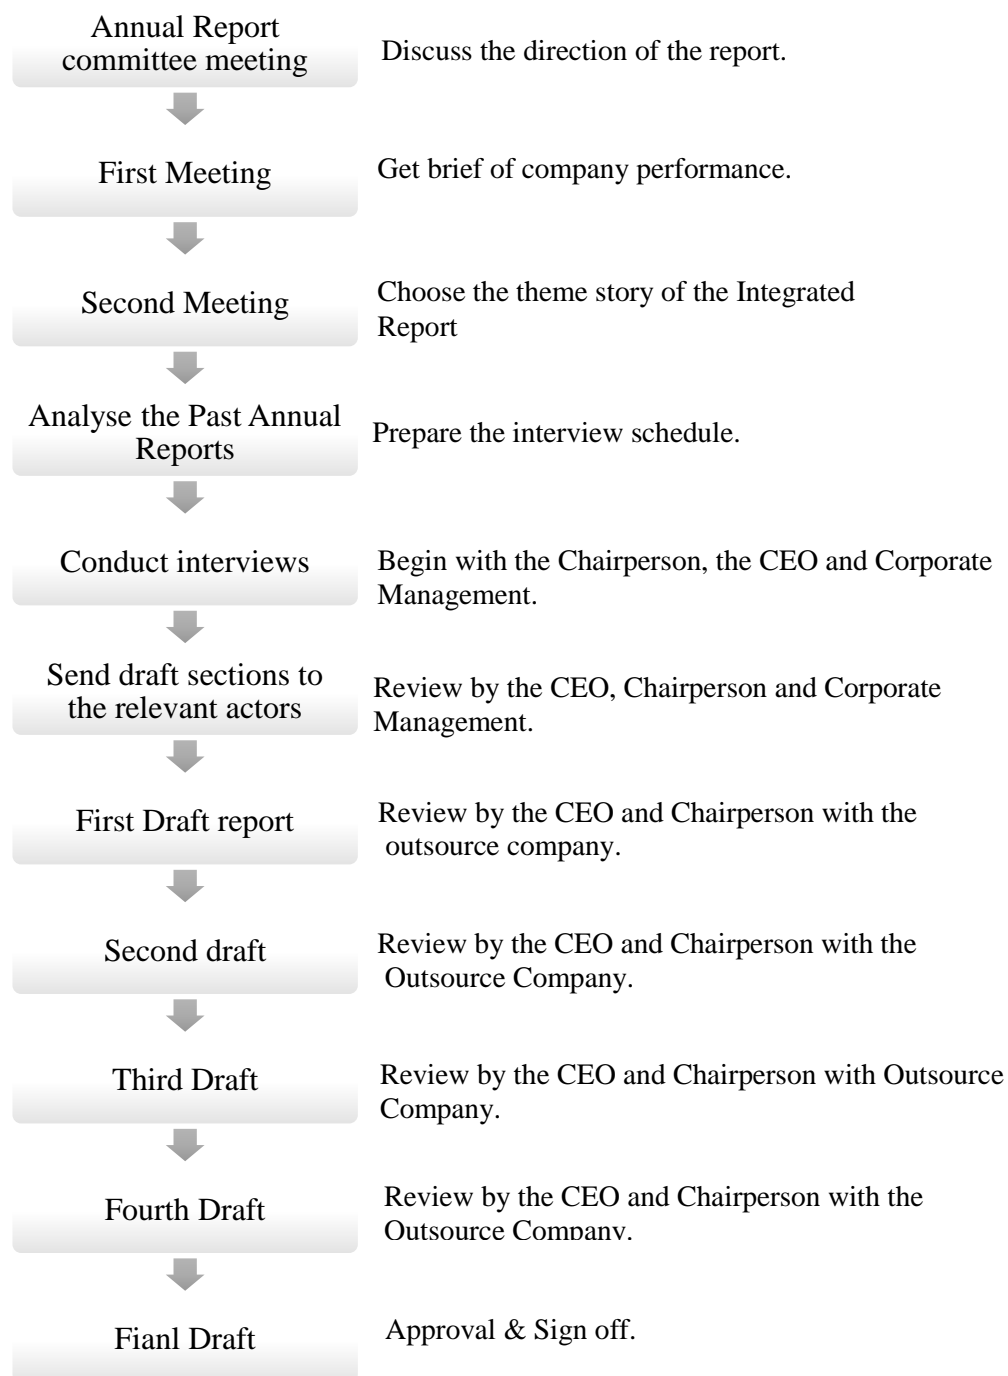 Annual Report
committee meeting
Discuss the direction of the report.
First Meeting
Get brief of company performance.
Second Meeting
Choose the theme story of the Integrated
Report
Analyse the Past Annual
Reports
Prepare the interview schedule.
Conduct interviews
Begin with the Chairperson, the CEO and Corporate
Management.
Send draft sections to
the relevant actors
Review by the CEO, Chairperson and Corporate
Management.
First Draft report
Review by the CEO and Chairperson with the
outsource company.
Second draft
Review by the CEO and Chairperson with the
Outsource Company.
Third Draft
Review by the CEO and Chairperson with Outsource
Company.
Fourth Draft
Review by the CEO and Chairperson with the
Outsource Company.
Fianl Draft
Approval & Sign off.